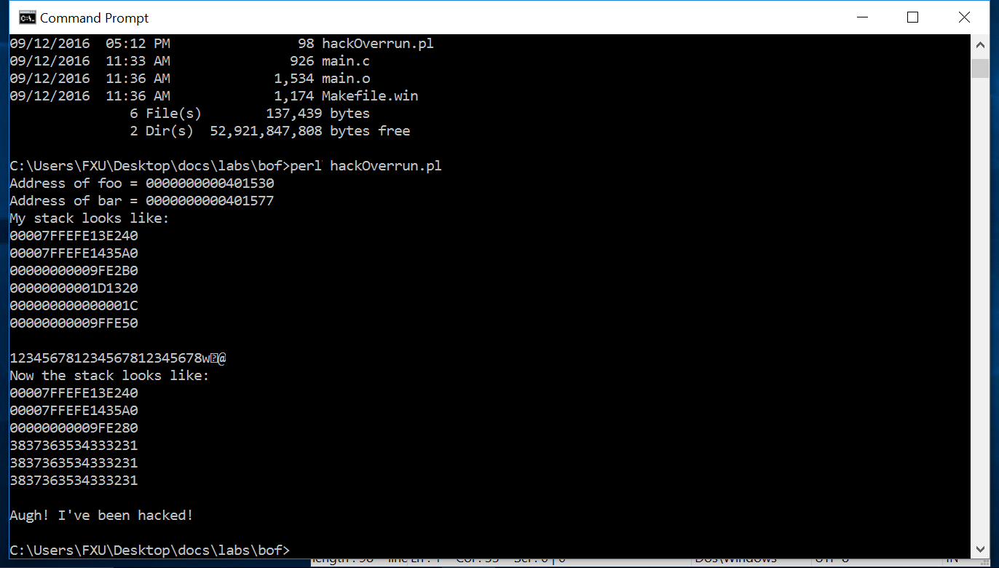 Command Prompt
09/12/2016  05:12 PM                98 hackOverrun.pl
09/12/2016  11:33 AM               926 main.c
09/12/2016  11:36 AM             1,534 main.o
09/12/2016  11:36 AM             1,174 Makefile.win
               6 File(s)        137,439 bytes
               2 Dir(s)  52,921,847,808 bytes free
C:\Users\FXU\Desktop\docs\labs\bof>perl hackOverrun.pl
Address of foo = 0000000000401530
Address of bar = 0000000000401577
My stack looks like:
00007FFEFE13E240
00007FFEFE1435A0
00000000009FE2B0
00000000001D1320
000000000000001C
00000000009FFE50
123456781234567812345678w@
Now the stack looks like:
00007FFEFE13E240
00007FFEFE1435A0
00000000009FE280
3837363534333231
3837363534333231
3837363534333231
Augh! I've been hacked!
C:\Users\FXU\Desktop\docs\labs\bof>